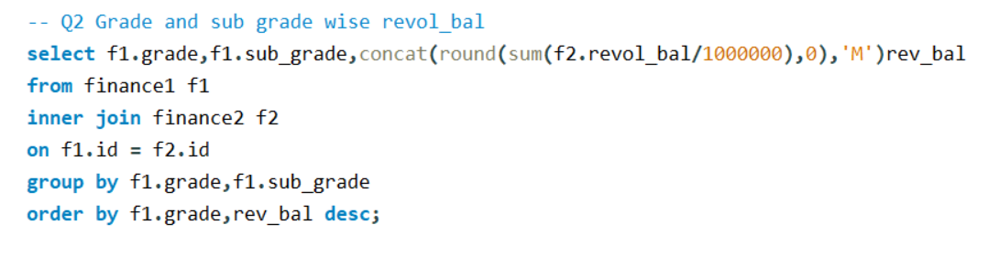 -- Q2 Grade and sub grade wise revol_bal
select f1.grade,f1.sub_grade,concat(round(sum(f2.revol_bal/1000000),0),'M')rev_bal
from finance1 f1
inner join finance2 f2
on f1.id = f2.id
group by f1.grade,f1.sub_grade
order by f1.grade,rev_bal desc;